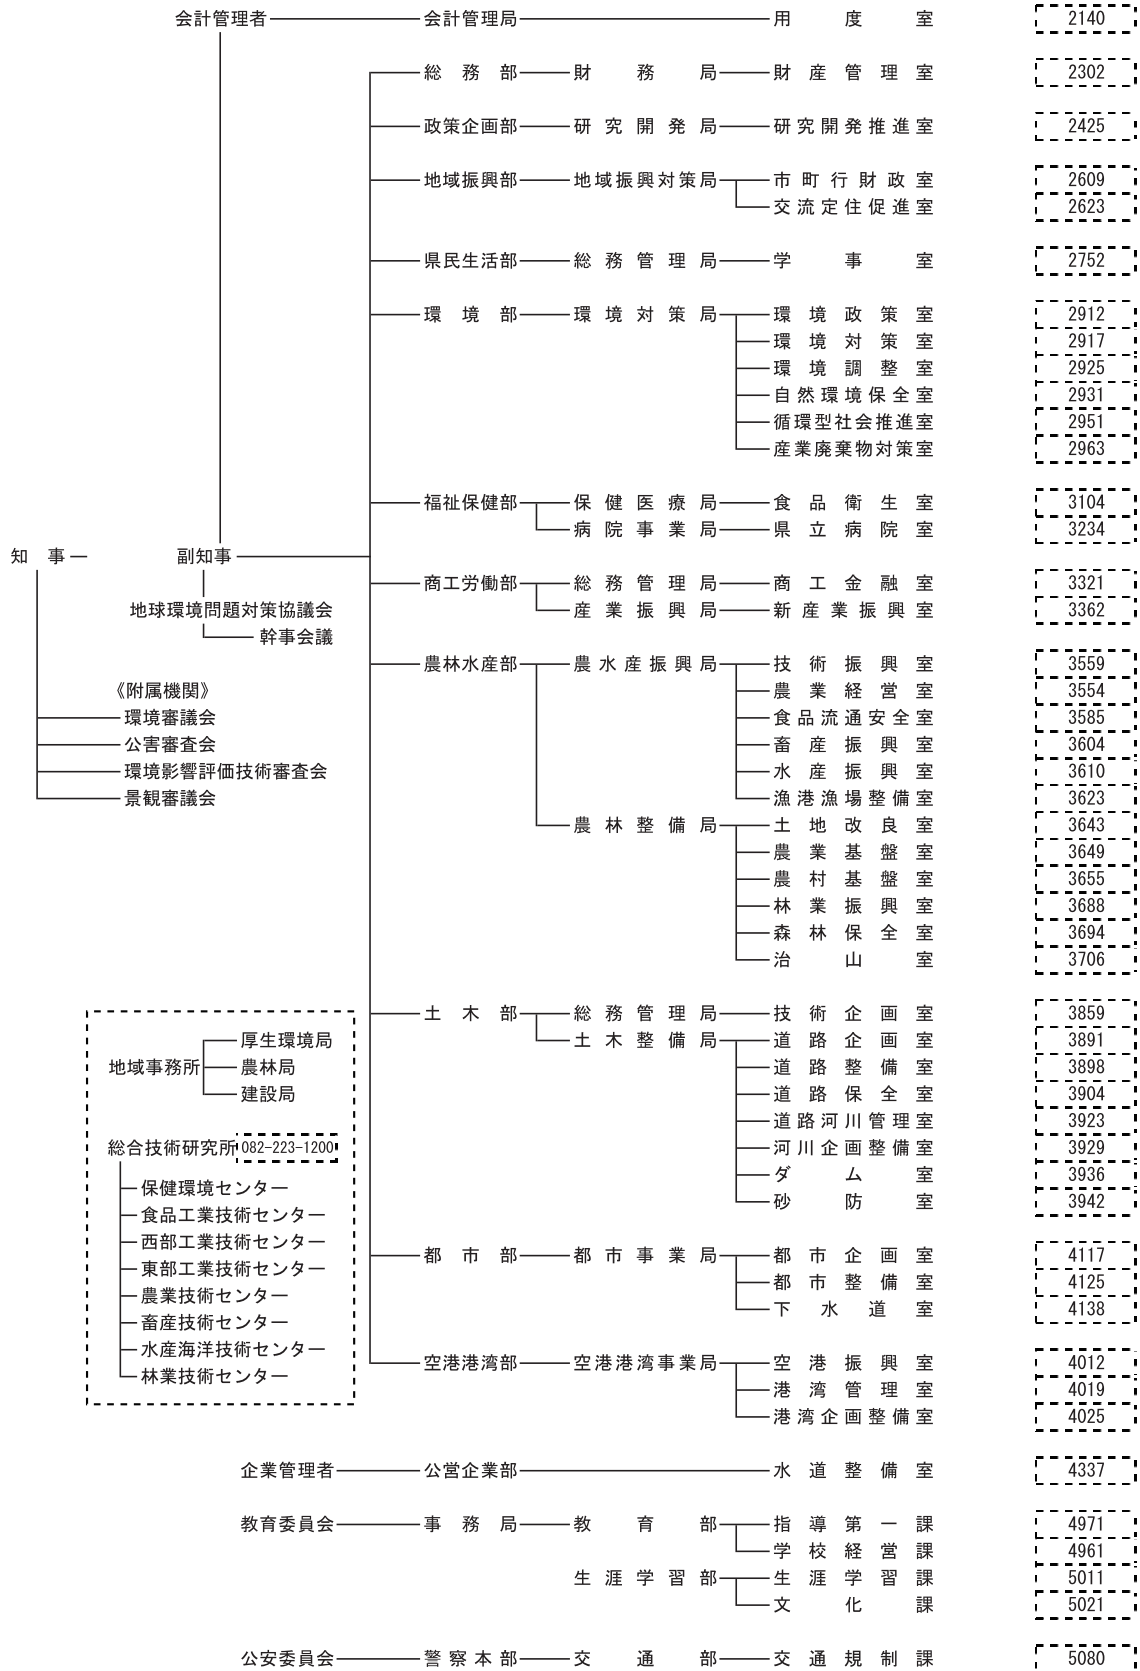 会計管理者 会計管理局 用度室 2140
総務部 財務局 財産管理室 2302
政策企画部 研究開発局 研究開発推進室 2425
地域振興部 地域振興対策局 市町行財政室 2609
交流定住促進室 2623
県民生活部 総務管理局 学事室 2752
環境部 環境対策局 環境政策室 2912
環境対策室 2917
環境調整室 2925
自然環境保全室 2931
循環型社会推進室 2951
産業廃棄物対策室 2963
福祉保健部 保健医療局 食品衛生室 3104
病院事業局 県立病院室 3234
知事 副知事
商工労働部 総務管理局 商工金融室 3321
地球環境問題対策協議会 産業振興局 新産業振興室 3362
幹事会議
農林水産部 農水産振興局 技術振興室 3559
《附属機関》 農業経営室 3554
環境審議会 食品流通安全室 3585
公害審査会 畜産振興室 3604
環境影響評価技術審査会 水産振興室 3610
景観審議会 漁港漁場整備室 3623
農林整備局 土地改良室 3643
農業基盤室 3649
農村基盤室 3655
林業振興室 3688
森林保全室 3694
治山室 3706
土木部 総務管理局 技術企画室 3859
厚生環境局 土木整備局 道路企画室 3891
地域事務所 農林局 道路整備室 3898
建設局 道路保全室 3904
道路河川管理室 3923
総合技術研究所 082-223-1200 河川企画整備室 3929
ダム室 3936
保健環境センター 砂防室 3942
食品工業技術センター
西部工業技術センター 都市部 都市事業局 都市企画室 4117
東部工業技術センター 都市整備室 4125
農業技術センター 下水道室 4138
畜産技術センター
水産海洋技術センター 空港港湾部 空港港湾事業局 空港振興室 4012
林業技術センター 港湾管理室 4019
港湾企画整備室 4025
企業管理者 公営企業部 水道整備室 4337
教育委員会 事務局 教育部 指導第一課 4971
学校経営課 4961
生涯学習部 生涯学習課 5011
文化課 5021
公安委員会 警察本部 交通部 交通規制課 5080